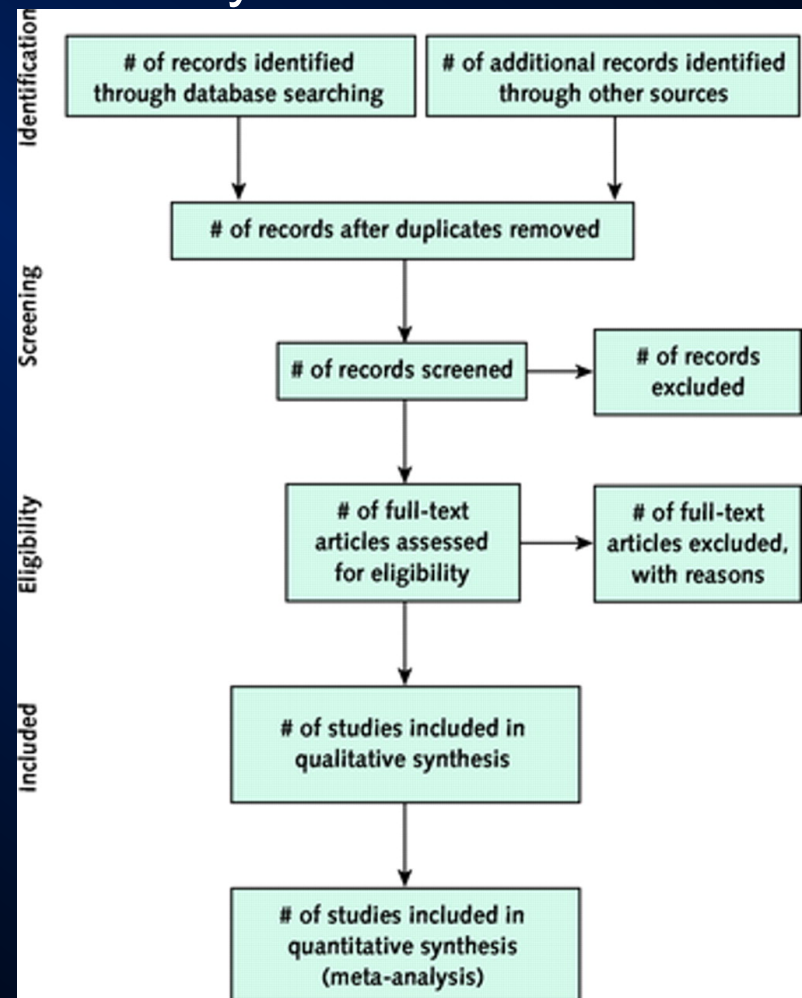 Identification
# of records identified
through database searching
# of additional records identified
through other sources
# of records after duplicates removed
Screening
# of records screened
# of records
excluded
Eligibility
# of full-text
articles assessed
for eligibility
# of full-text
articles excluded,
with reasons
Included
# of studies included in
qualitative synthesis
# of studies included in
quantitative synthesis
(meta-analysis)